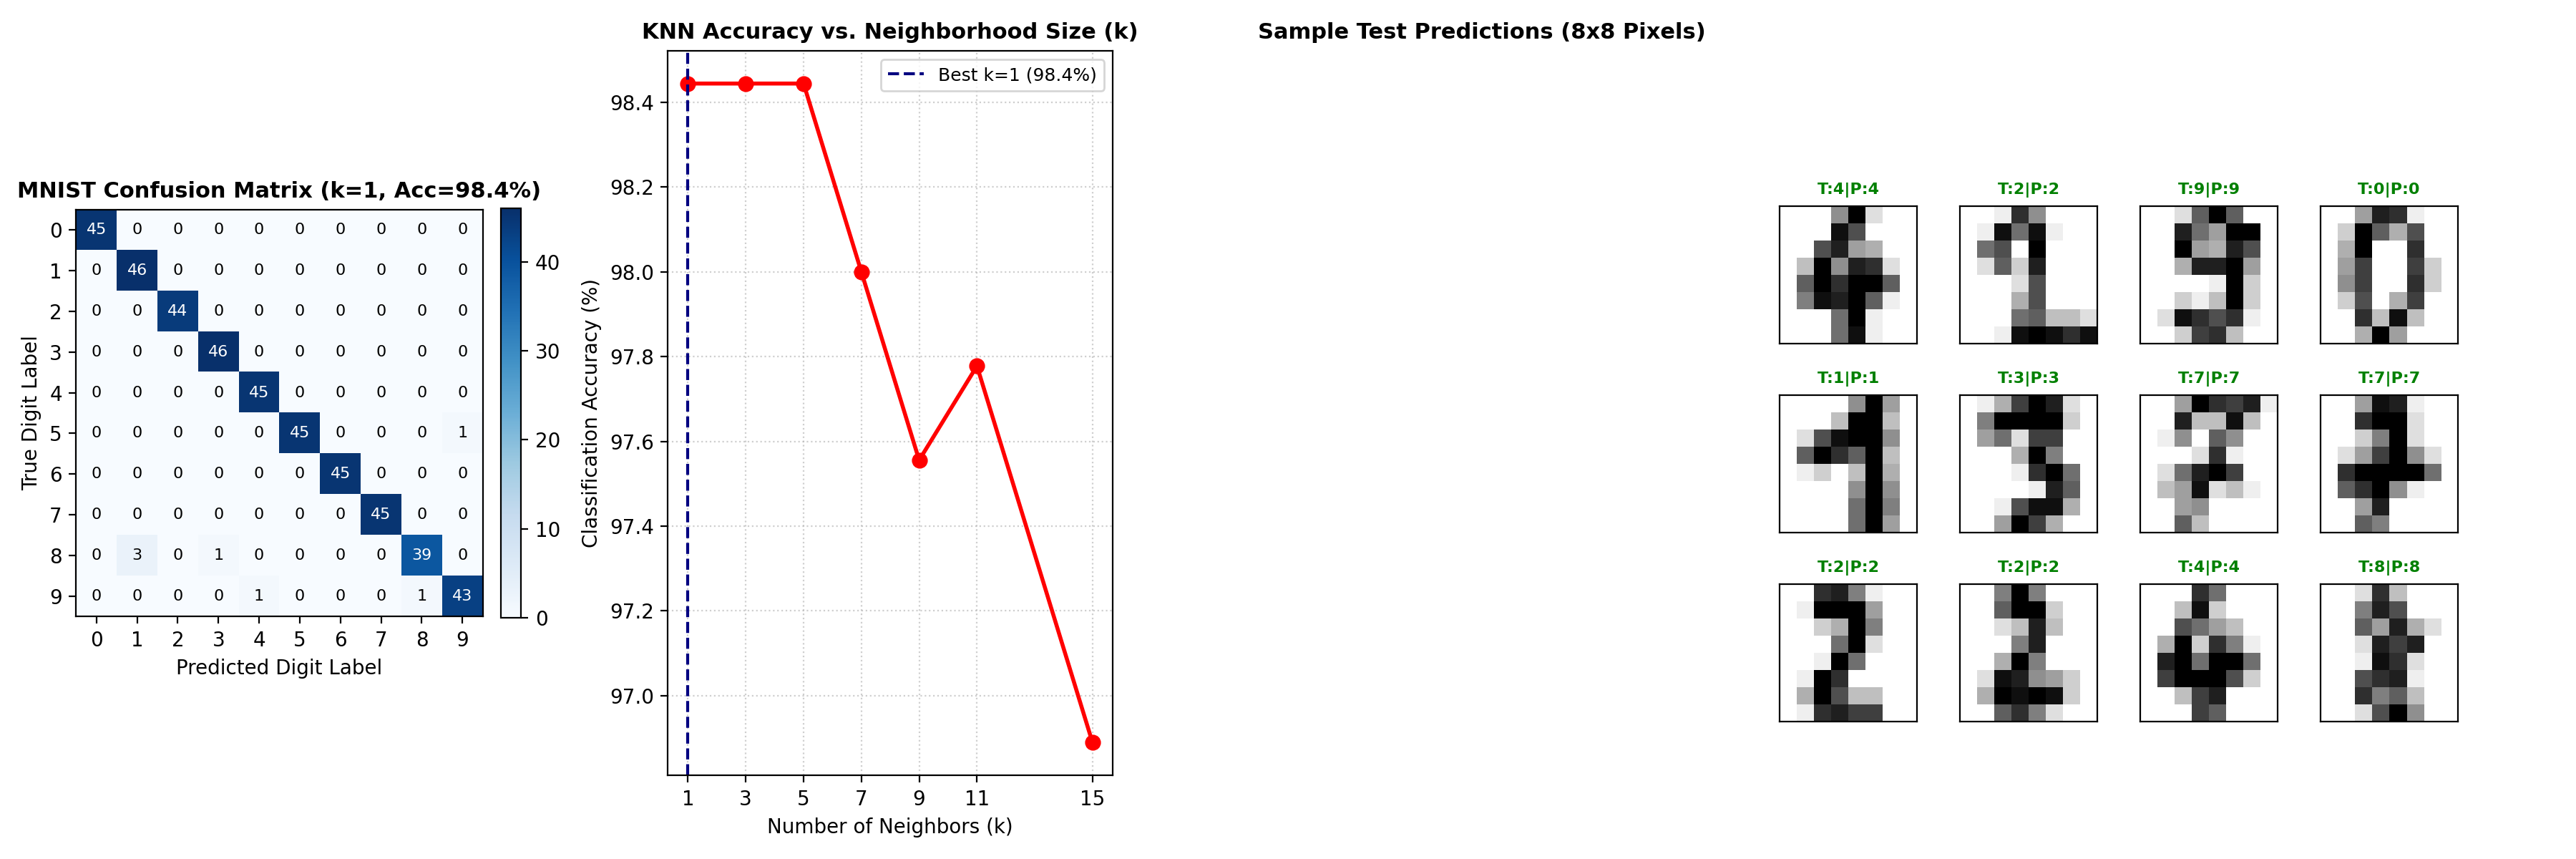 MNIST Confusion Matrix (k=1, Acc=98.4%)
True Digit Label
0 45 0 0 0 0 0 0 0 0 0
1 0 46 0 0 0 0 0 0 0 0
2 0 0 44 0 0 0 0 0 0 0
3 0 0 0 46 0 0 0 0 0 0
4 0 0 0 0 45 0 0 0 0 0
5 0 0 0 0 0 45 0 0 0 1
6 0 0 0 0 0 0 45 0 0 0
7 0 0 0 0 0 0 0 45 0 0
8 0 3 0 1 0 0 0 0 39 0
9 0 0 0 0 1 0 0 0 1 43
0 1 2 3 4 5 6 7 8 9
Predicted Digit Label
40
30
20
10
0
KNN Accuracy vs. Neighborhood Size (k)
Best k=1 (98.4%)
Classification Accuracy (%)
98.4
98.2
98.0
97.8
97.6
97.4
97.2
97.0
1 3 5 7 9 11 15
Number of Neighbors (k)
Sample Test Predictions (8x8 Pixels)
T:4|P:4 T:2|P:2 T:9|P:9 T:0|P:0
T:1|P:1 T:3|P:3 T:7|P:7 T:7|P:7
T:2|P:2 T:2|P:2 T:4|P:4 T:8|P:8